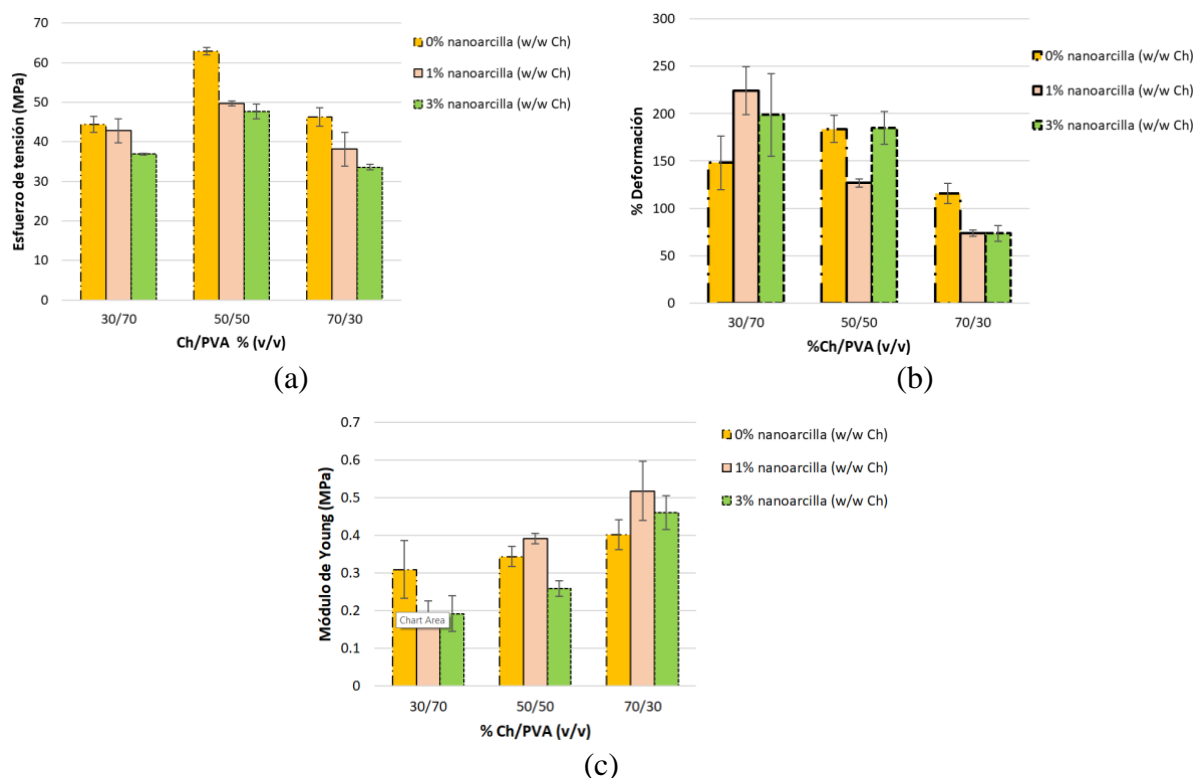 70
60
50
40
30
20
10
0
Esfuerzo de tensión (MPa)
30/70 50/50 70/30
Ch/PVA % (v/v)
0% nanoarcilla (w/w Ch)
1% nanoarcilla (w/w Ch)
3% nanoarcilla (w/w Ch)
(a)
300
250
200
150
100
50
0
% Deformación
30/70 50/50 70/30
%Ch/PVA (v/v)
0% nanoarcilla (w/w Ch)
1% nanoarcilla (w/w Ch)
3% nanoarcilla (w/w Ch)
(b)
0.7
0.6
0.5
0.4
0.3
0.2
0.1
0
Módulo de Young (MPa)
Chart Area
30/70 50/50 70/30
% Ch/PVA (v/v)
0% nanoarcilla (w/w Ch)
1% nanoarcilla (w/w Ch)
3% nanoarcilla (w/w Ch)
(c)